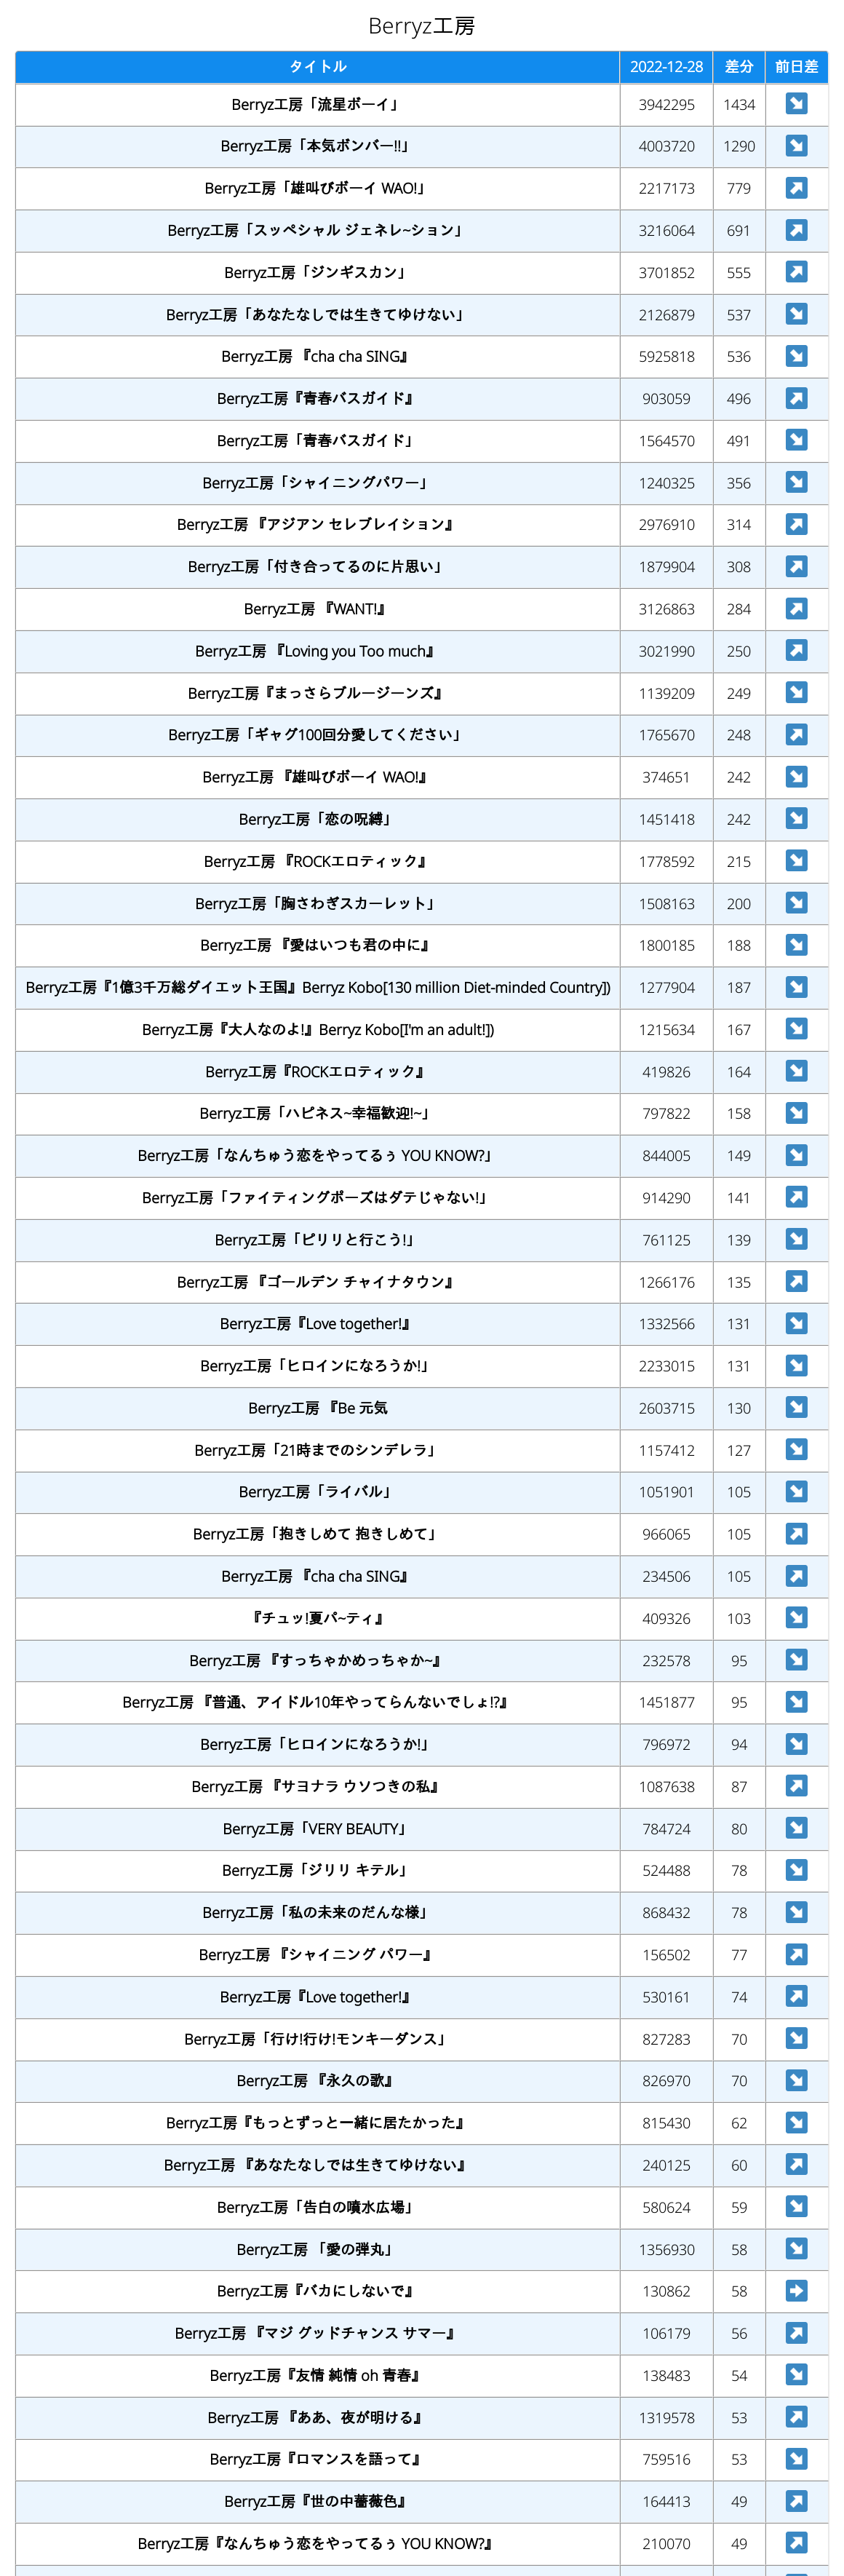 Berryz工房
タイトル 2022-12-28 差分 前日差
Berryz工房「流星ボーイ」 3942295 1434 ↘
Berryz工房「本気ボンバー!!」 4003720 1290 ↘
Berryz工房「雄叫びボーイ WAO!」 2217173 779 ↗
Berryz工房「スッペシャル ジェネレ~ション」 3216064 691 ↗
Berryz工房「ジンギスカン」 3701852 555 ↗
Berryz工房「あなたなしでは生きてゆけない」 2126879 537 ↘
Berryz工房 『cha cha SING』 5925818 536 ↘
Berryz工房『青春バスガイド』 903059 496 ↗
Berryz工房「青春バスガイド」 1564570 491 ↘
Berryz工房「シャイニングパワー」 1240325 356 ↘
Berryz工房 『アジアン セレブレイション』 2976910 314 ↗
Berryz工房「付き合ってるのに片思い」 1879904 308 ↗
Berryz工房 『WANT!』 3126863 284 ↗
Berryz工房 『Loving you Too much』 3021990 250 ↗
Berryz工房『まっさらブルージーンズ』 1139209 249 ↘
Berryz工房「ギャグ100回分愛してください」 1765670 248 ↗
Berryz工房 『雄叫びボーイ WAO!』 374651 242 ↘
Berryz工房「恋の呪縛」 1451418 242 ↘
Berryz工房 『ROCKエロティック』 1778592 215 ↘
Berryz工房「胸さわぎスカーレット」 1508163 200 ↘
Berryz工房 『愛はいつも君の中に』 1800185 188 ↘
Berryz工房『1億3千万総ダイエット王国』Berryz Kobo[130 million Diet-minded Country]) 1277904 187 ↘
Berryz工房『大人なのよ!』Berryz Kobo[I'm an adult!]) 1215634 167 ↘
Berryz工房『ROCKエロティック』 419826 164 ↘
Berryz工房「ハピネス~幸福歓迎!~」 797822 158 ↘
Berryz工房「なんちゅう恋をやってるぅ YOU KNOW?」 844005 149 ↘
Berryz工房「ファイティングポーズはダテじゃない!」 914290 141 ↗
Berryz工房「ピリリと行こう!」 761125 139 ↘
Berryz工房 『ゴールデン チャイナタウン』 1266176 135 ↗
Berryz工房『Love together!』 1332566 131 ↘
Berryz工房「ヒロインになろうか!」 2233015 131 ↘
Berryz工房 『Be 元気 2603715 130 ↘
Berryz工房「21時までのシンデレラ」 1157412 127 ↘
Berryz工房「ライバル」 1051901 105 ↘
Berryz工房「抱きしめて 抱きしめて」 966065 105 ↗
Berryz工房 『cha cha SING』 234506 105 ↗
『チュッ!夏パ~ティ』 409326 103 ↘
Berryz工房 『すっちゃかめっちゃか~』 232578 95 ↘
Berryz工房 『普通、アイドル10年やってらんないでしょ!?』 1451877 95 ↘
Berryz工房「ヒロインになろうか!」 796972 94 ↘
Berryz工房 『サヨナラ ウソつきの私』 1087638 87 ↗
Berryz工房「VERY BEAUTY」 784724 80 ↘
Berryz工房「ジリリ キテル」 524488 78 ↘
Berryz工房「私の未来のだんな様」 868432 78 ↘
Berryz工房 『シャイニング パワー』 156502 77 ↗
Berryz工房『Love together!』 530161 74 ↗
Berryz工房「行け!行け!モンキーダンス」 827283 70 ↘
Berryz工房 『永久の歌』 826970 70 ↘
Berryz工房『もっとずっと一緒に居たかった』 815430 62 ↘
Berryz工房 『あなたなしでは生きてゆけない』 240125 60 ↗
Berryz工房「告白の噴水広場」 580624 59 ↘
Berryz工房 「愛の弾丸」 1356930 58 ↘
Berryz工房『バカにしないで』 130862 58 ➡
Berryz工房 『マジ グッドチャンス サマー』 106179 56 ↗
Berryz工房『友情 純情 oh 青春』 138483 54 ↘
Berryz工房 『ああ、夜が明ける』 1319578 53 ↗
Berryz工房『ロマンスを語って』 759516 53 ↘
Berryz工房『世の中薔薇色』 164413 49 ↗
Berryz工房『なんちゅう恋をやってるぅ YOU KNOW?』 210070 49 ↗